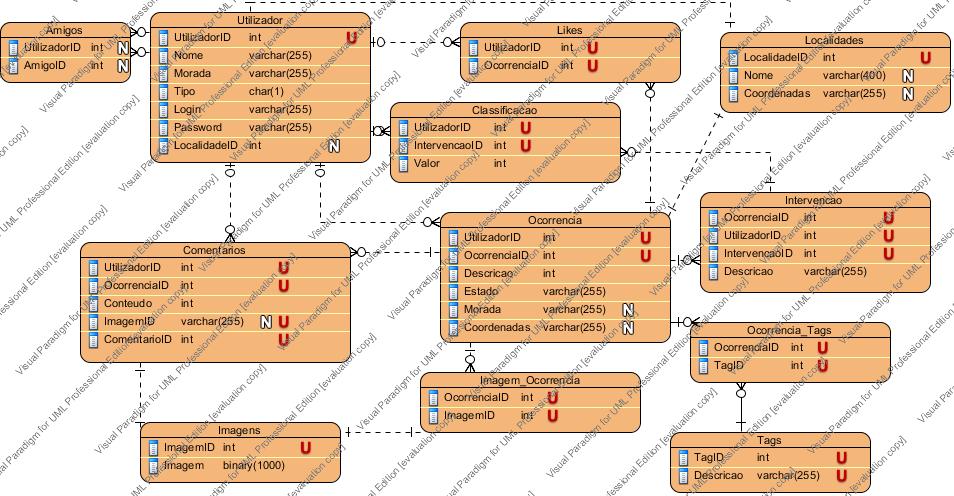 Amigos
UtilizadorID int N
AmigoID int N
Utilizador
UtilizadorID int U
Nome varchar(255)
Morada varchar(255)
Tipo char(1)
Login varchar(255)
Password varchar(255)
LocalidadeID int N
Likes
UtilizadorID int U
OcorrenciaID int U
Localidades
LocalidadeID int U
Nome varchar(400) N
Coordenadas varchar(255) N
Classificacao
UtilizadorID int U
IntervencaoID int U
Valor int
Intervencao
OcorrenciaID int U
UtilizadorID int U
IntervencaoID int U
Descricao varchar(255)
Ocorrencia
UtilizadorID int U
OcorrenciaID int U
Descricao int
Estado varchar(255)
Morada varchar(255) N
Coordenadas varchar(255) N
Comentarios
UtilizadorID int U
OcorrenciaID int U
Conteudo int
ImagemID varchar(255) N U
ComentarioID int U
Ocorrencia_Tags
OcorrenciaID int U
TagID int U
Imagem_Ocorrencia
OcorrenciaID int U
ImagemID int U
Imagens
ImagemID int U
Imagem binary(1000)
Tags
TagID int U
Descricao varchar(255) U
Visual Paradigm for UML Professional Edition [evaluation copy]